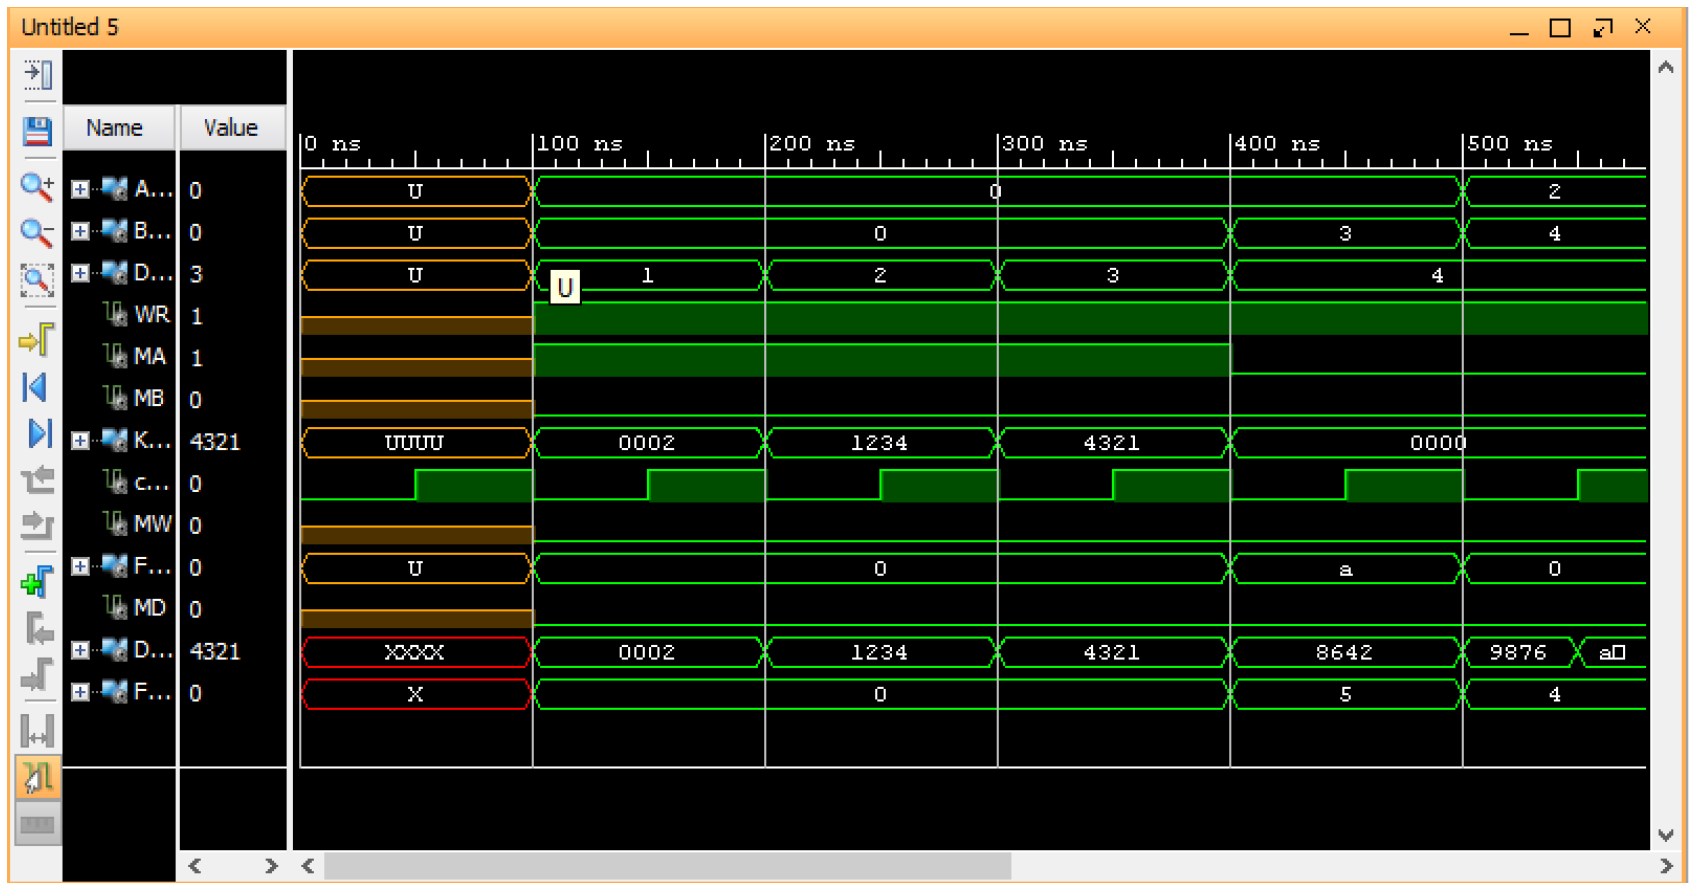 Untitled 5
Name Value
0 ns 100 ns 200 ns 300 ns 400 ns 500 ns
A... 0 U 0 2
B... 0 U 0 3 4
D... 3 U 1 2 3 4
U
WR 1
MA 1
MB 0
K... 4321 UUUU 0002 1234 4321 0000
c... 0
MW 0
F... 0 U 0 a 0
MD 0
D... 4321 XXXX 0002 1234 4321 8642 9876 a
F... 0 X 0 5 4